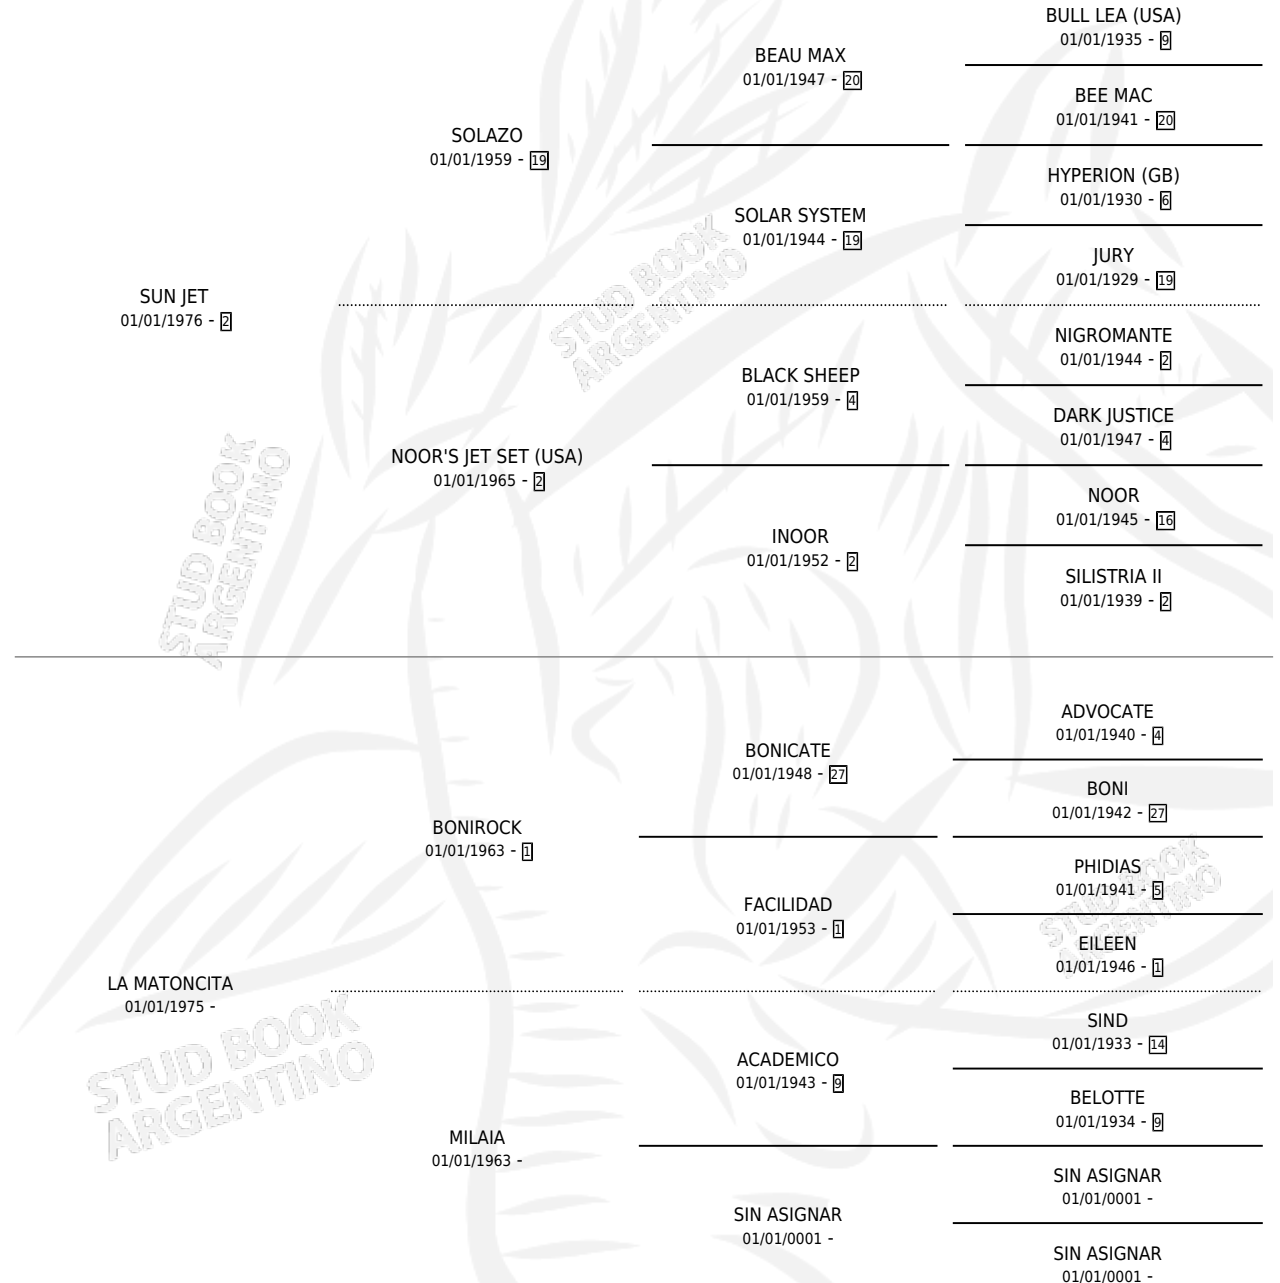 BULL LEA (USA)
01/01/1935 - 9
BEAU MAX
01/01/1947 - 20
BEE MAC
01/01/1941 - 20
SOLAZO
01/01/1959 - 19
HYPERION (GB)
01/01/1930 - 6
SOLAR SYSTEM
01/01/1944 - 19
JURY
01/01/1929 - 19
SUN JET
01/01/1976 - 2
NIGROMANTE
01/01/1944 - 2
BLACK SHEEP
01/01/1959 - 4
DARK JUSTICE
01/01/1947 - 4
NOOR'S JET SET (USA)
01/01/1965 - 2
NOOR
01/01/1945 - 16
INOOR
01/01/1952 - 2
SILISTRIA II
01/01/1939 - 2
ADVOCATE
01/01/1940 - 4
BONICATE
01/01/1948 - 27
BONI
01/01/1942 - 27
BONIROCK
01/01/1963 - 1
PHIDIAS
01/01/1941 - 5
FACILIDAD
01/01/1953 - 1
EILEEN
01/01/1946 - 1
LA MATONCITA
01/01/1975 -
SIND
01/01/1933 - 14
ACADEMICO
01/01/1943 - 9
BELOTTE
01/01/1934 - 9
MILAIA
01/01/1963 -
SIN ASIGNAR
01/01/0001 -
SIN ASIGNAR
01/01/0001 -
SIN ASIGNAR
01/01/0001 -
STUD BOOK
ARGENTINO
STUD BOOK
ARGENTINO
STUD BOOK
ARGENTINO
STUD BOOK
ARGENTINO